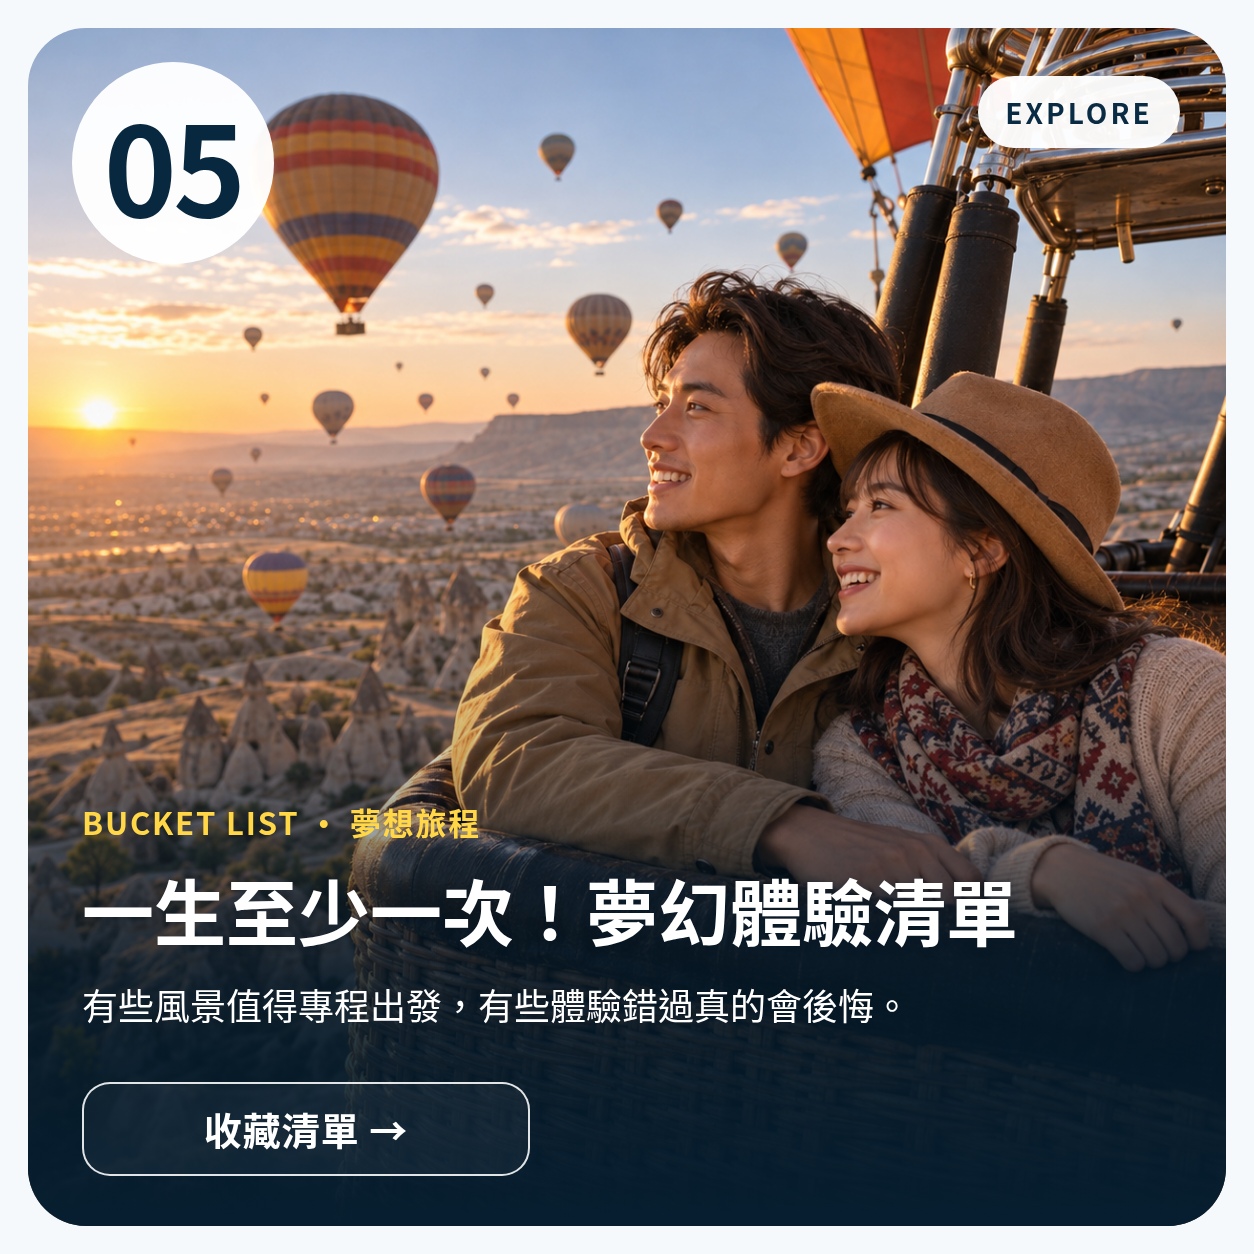 05
EXPLORE
BUCKET LIST • 夢想旅程
一生至少一次！夢幻體驗清單
有些風景值得專程出發，有些體驗錯過真的會後悔。
收藏清單 →